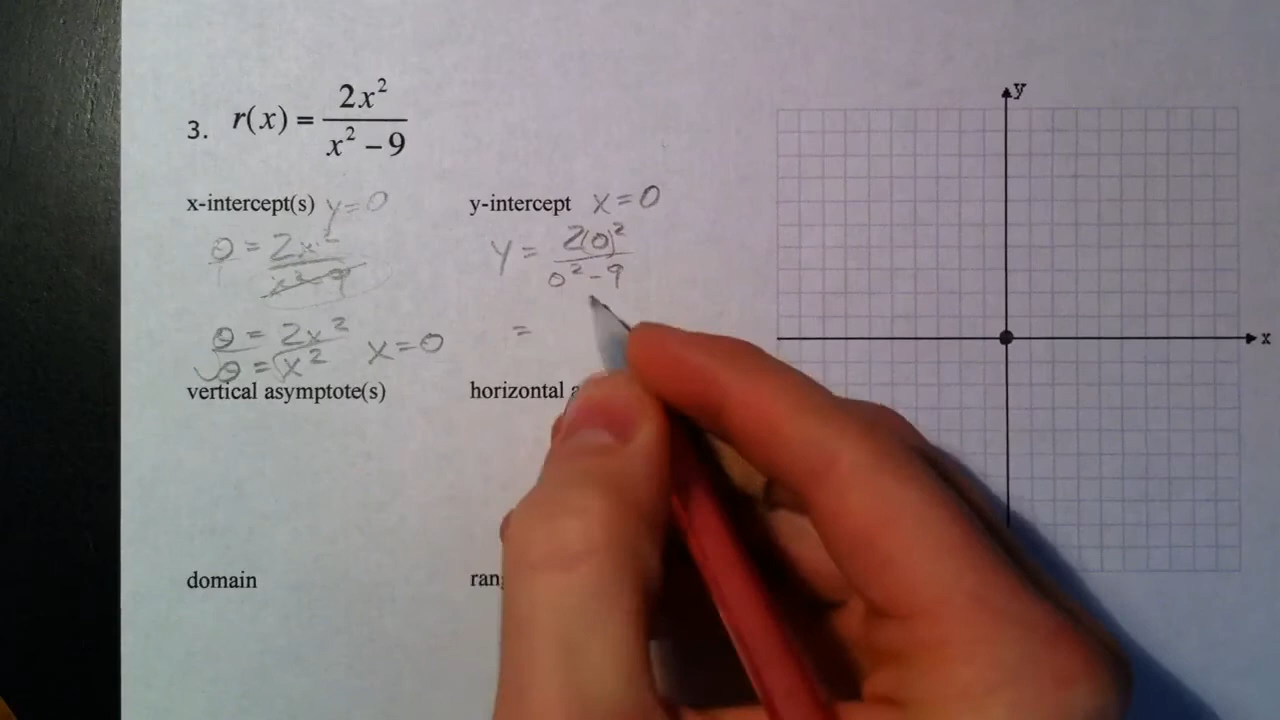 3. r(x) = 2x² / x² – 9
x-intercept(s) y=0
0 = 2x² / x²-9
0 = 2x²
0 = x² x=0
y-intercept x=0
y = 2(0)² / 0²-9
=
vertical asymptote(s)
horizontal
domain
y
x